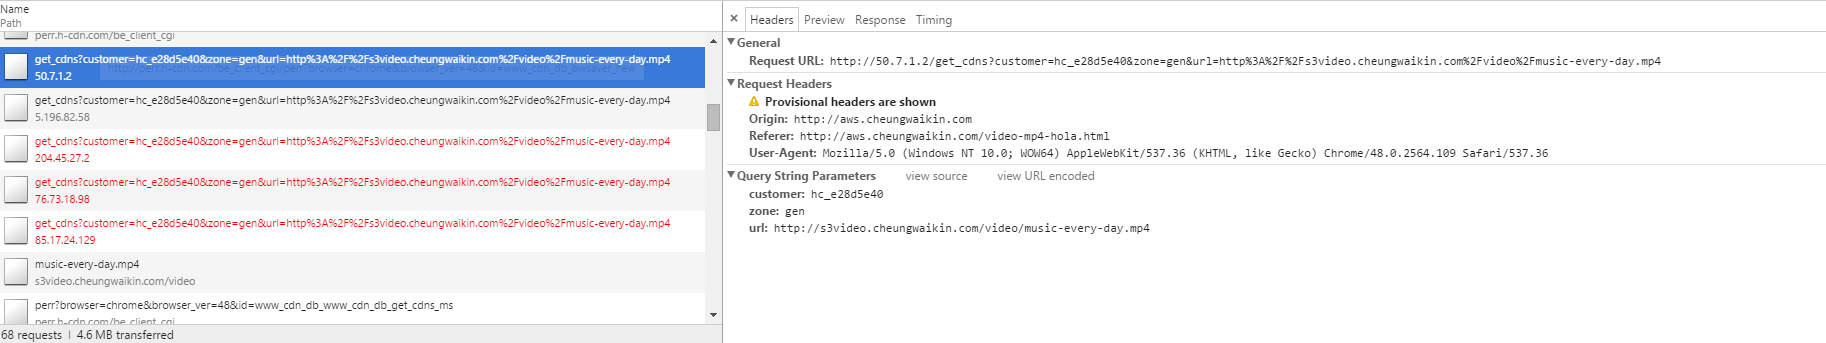 Name
Path
perr.h-cdn.com/be_client_cgi
get_cdns?customer=hc_e28d5e40&zone=gen&url=http%3A%2F%2Fs3video.cheungwaikin.com%2Fvideo%2Fmusic-every-day.mp4
50.7.1.2
http://perr.h-cdn.com/be_client_cgi/perr?browser=chrome&browser_ver=48&id=www_cdn_db_bwsaver_new
get_cdns?customer=hc_e28d5e40&zone=gen&url=http%3A%2F%2Fs3video.cheungwaikin.com%2Fvideo%2Fmusic-every-day.mp4
5.196.82.58
get_cdns?customer=hc_e28d5e40&zone=gen&url=http%3A%2F%2Fs3video.cheungwaikin.com%2Fvideo%2Fmusic-every-day.mp4
204.45.27.2
get_cdns?customer=hc_e28d5e40&zone=gen&url=http%3A%2F%2Fs3video.cheungwaikin.com%2Fvideo%2Fmusic-every-day.mp4
76.73.18.98
get_cdns?customer=hc_e28d5e40&zone=gen&url=http%3A%2F%2Fs3video.cheungwaikin.com%2Fvideo%2Fmusic-every-day.mp4
85.17.24.129
music-every-day.mp4
s3video.cheungwaikin.com/video
perr?browser=chrome&browser_ver=48&id=www_cdn_db_www_cdn_db_get_cdns_ms
perr.h-cdn.com/be_client_cgi
68 requests | 4.6 MB transferred
× Headers Preview Response Timing
General
Request URL: http://50.7.1.2/get_cdns?customer=hc_e28d5e40&zone=gen&url=http%3A%2F%2Fs3video.cheungwaikin.com%2Fvideo%2Fmusic-every-day.mp4
Request Headers
Provisional headers are shown
Origin: http://aws.cheungwaikin.com
Referer: http://aws.cheungwaikin.com/video-mp4-hola.html
User-Agent: Mozilla/5.0 (Windows NT 10.0; WOW64) AppleWebKit/537.36 (KHTML, like Gecko) Chrome/48.0.2564.109 Safari/537.36
Query String Parameters view source view URL encoded
customer: hc_e28d5e40
zone: gen
url: http://s3video.cheungwaikin.com/video/music-every-day.mp4